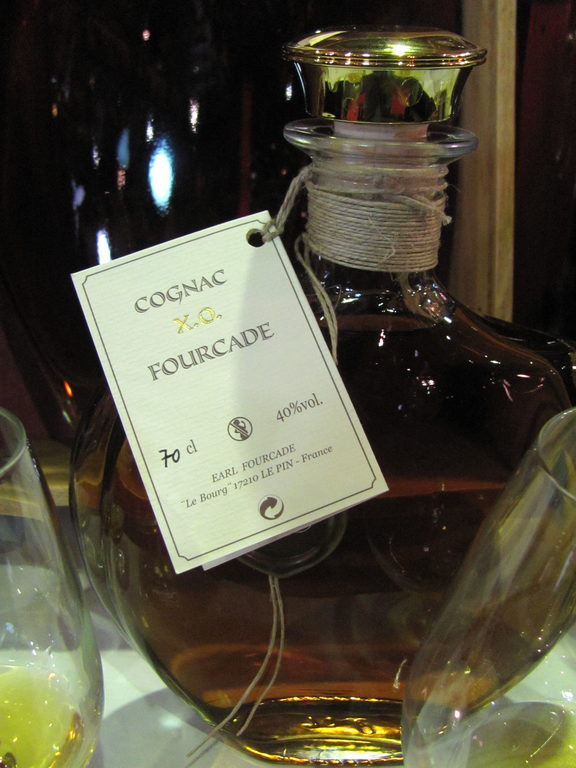 COGNAC
X.O.
FOURCADE
70 cl 40%vol.
EARL FOURCADE
"Le Bourg" 17210 LE PIN - France